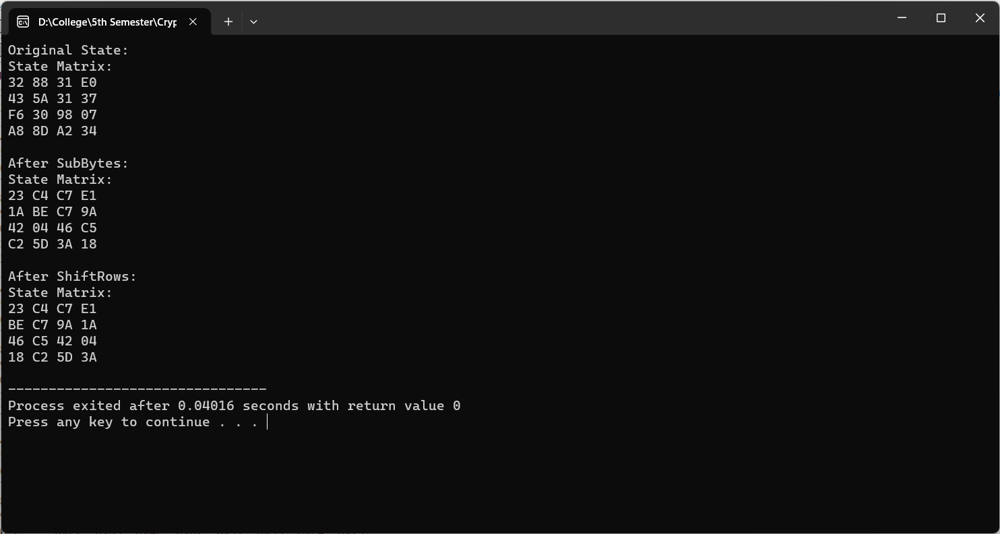 D:\College\5th Semester\Cryp
Original State:
State Matrix:
32 88 31 E0
43 5A 31 37
F6 30 98 07
A8 8D A2 34
After SubBytes:
State Matrix:
23 C4 C7 E1
1A BE C7 9A
42 04 46 C5
C2 5D 3A 18
After ShiftRows:
State Matrix:
23 C4 C7 E1
BE C7 9A 1A
46 C5 42 04
18 C2 5D 3A
--------------------------------
Process exited after 0.04016 seconds with return value 0
Press any key to continue . . .